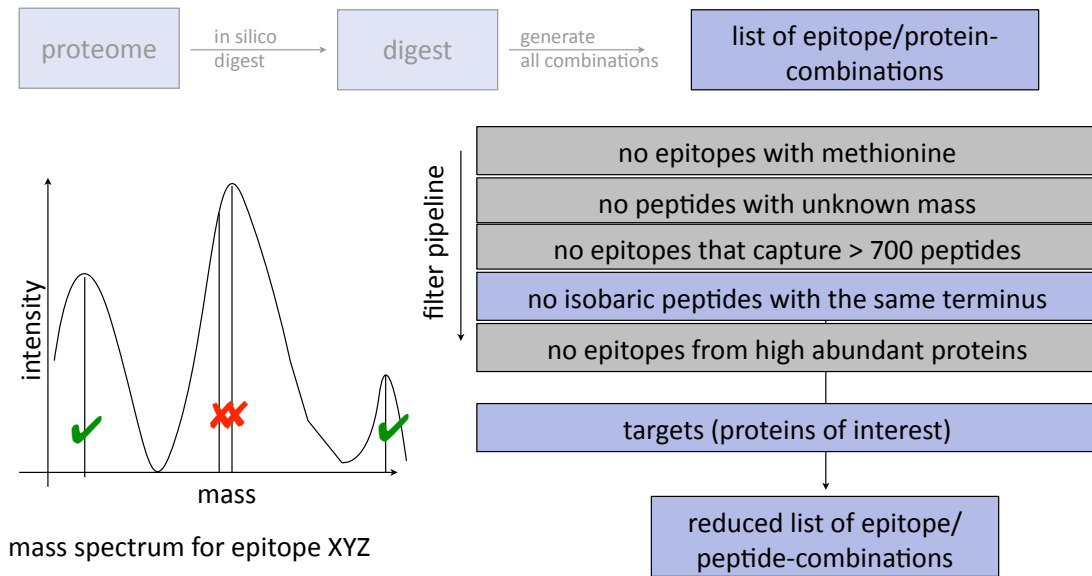 proteome
in silico
digest
digest
generate
all combinations
list of epitope/protein-
combinations
filter pipeline
no epitopes with methionine
no peptides with unknown mass
no epitopes that capture > 700 peptides
no isobaric peptides with the same terminus
no epitopes from high abundant proteins
targets (proteins of interest)
reduced list of epitope/
peptide-combinations
intensity
mass
mass spectrum for epitope XYZ